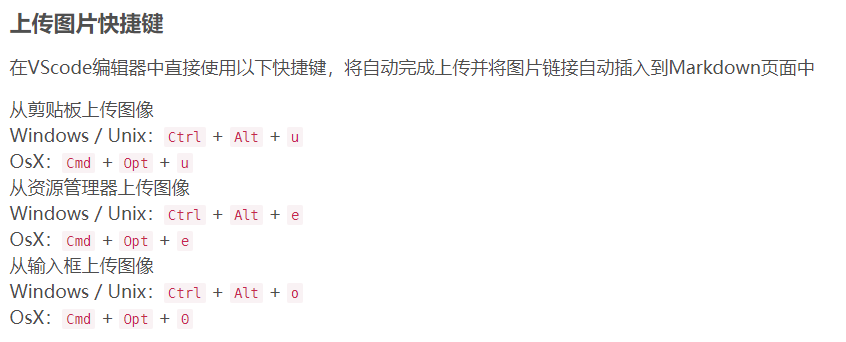 上传图片快捷键
在VScode编辑器中直接使用以下快捷键，将自动完成上传并将图片链接自动插入到Markdown页面中
从剪贴板上传图像
Windows / Unix：Ctrl + Alt + u
OsX：Cmd + Opt + u
从资源管理器上传图像
Windows / Unix：Ctrl + Alt + e
OsX：Cmd + Opt + e
从输入框上传图像
Windows / Unix：Ctrl + Alt + o
OsX：Cmd + Opt + 0